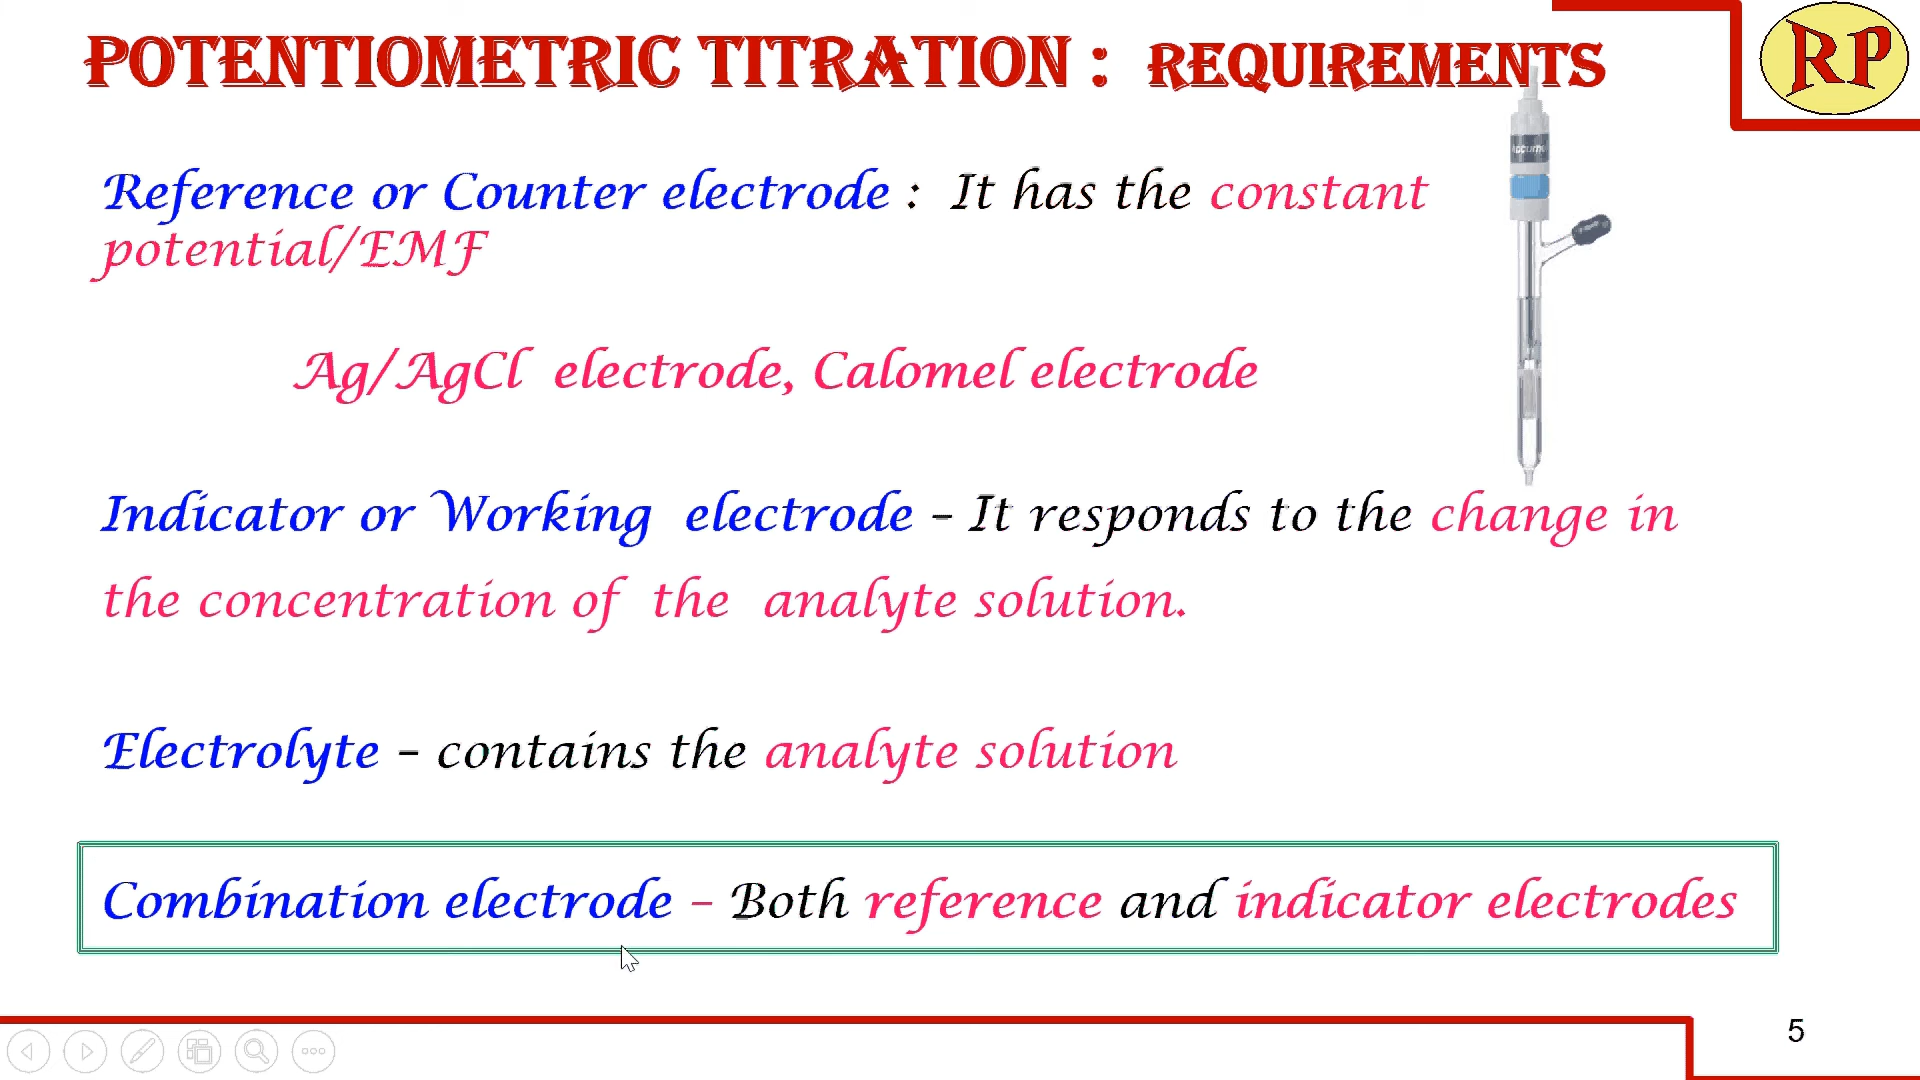 POTENTIOMETRIC TITRATION : REQUIREMENTS
RP
Reference or Counter electrode : It has the constant
potential/EMF
Ag/AgCl electrode, Calomel electrode
Indicator or Working electrode – It responds to the change in
the concentration of the analyte solution.
Electrolyte – contains the analyte solution
Combination electrode – Both reference and indicator electrodes
5